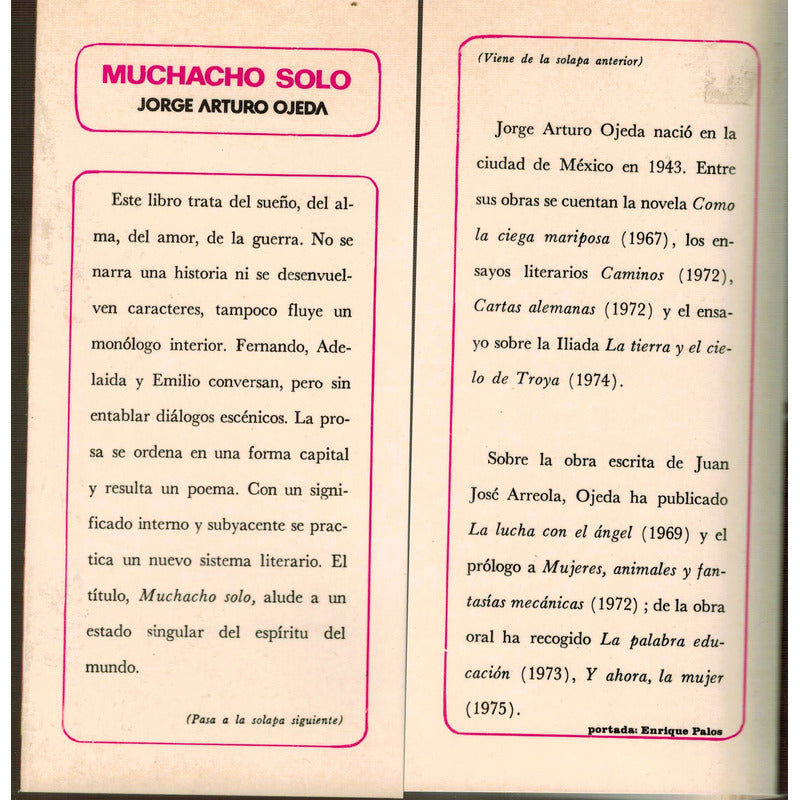 MUCHACHO SOLO
JORGE ARTURO OJEDA
Este libro trata del sueño, del al-
ma, del amor, de la guerra. No se
narra una historia ni se desenvuel-
ven caracteres, tampoco fluye un
monólogo interior. Fernando, Ade-
laida y Emilio conversan, pero sin
entablar diálogos escénicos. La pro-
sa se ordena en una forma capital
y resulta un poema. Con un signi-
ficado interno y subyacente se prac-
tica un nuevo sistema literario. El
título, Muchacho solo, alude a un
estado singular del espíritu del
mundo.
(Pasa a la solapa siguiente)
(Viene de la solapa anterior)
Jorge Arturo Ojeda nació en la
ciudad de México en 1943. Entre
sus obras se cuentan la novela Como
la ciega mariposa (1967), los en-
sayos literarios Caminos (1972),
Cartas alemanas (1972) y el ensa-
yo sobre la Iliada La tierra y el cie-
lo de Troya (1974).
Sobre la obra escrita de Juan
José Arreola, Ojeda ha publicado
La lucha con el ángel (1969) y el
prólogo a Mujeres, animales y fan-
tasías mecánicas (1972) ; de la obra
oral ha recogido La palabra edu-
cación (1973), Y ahora, la mujer
(1975).
portada: Enrique Palos